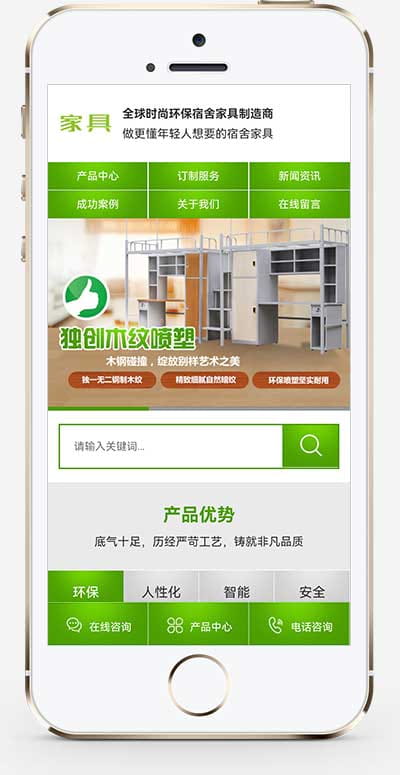 家具
全球时尚环保宿舍家具制造商
做更懂年轻人想要的宿舍家具
产品中心 订制服务 新闻资讯
成功案例 关于我们 在线留言
独创木纹喷塑
木钢碰撞，绽放别样艺术之美
独一无二钢制木纹 精致细腻自然暗纹 环保喷塑坚实耐用
请输入关键词...
产品优势
底气十足，历经严苛工艺，铸就非凡品质
环保 人性化 智能 安全
在线咨询 产品中心 电话咨询